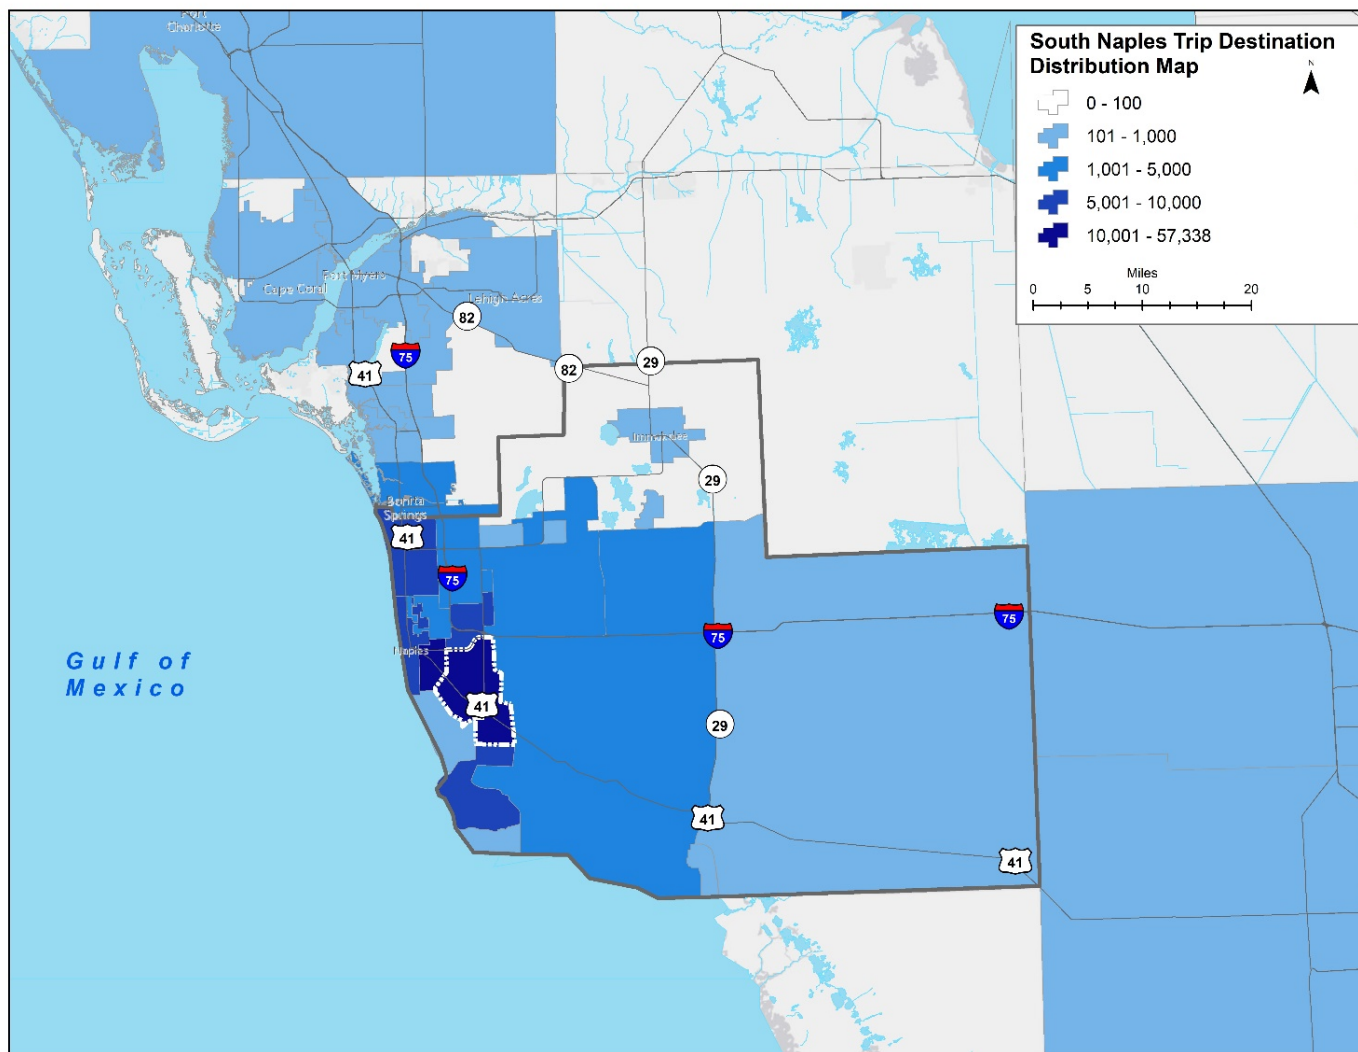 Port
Charlotte
South Naples Trip Destination
Distribution Map
N
0 - 100
101 - 1,000
1,001 - 5,000
5,001 - 10,000
10,001 - 57,338
Miles
0 5 10 20
Fort Myers
Cape Coral
Lehigh Acres
82
75
41
82
29
Immokalee
29
Bonita
Springs
41
75
75
75
Naples
Gulf of
Mexico
41
29
41
41